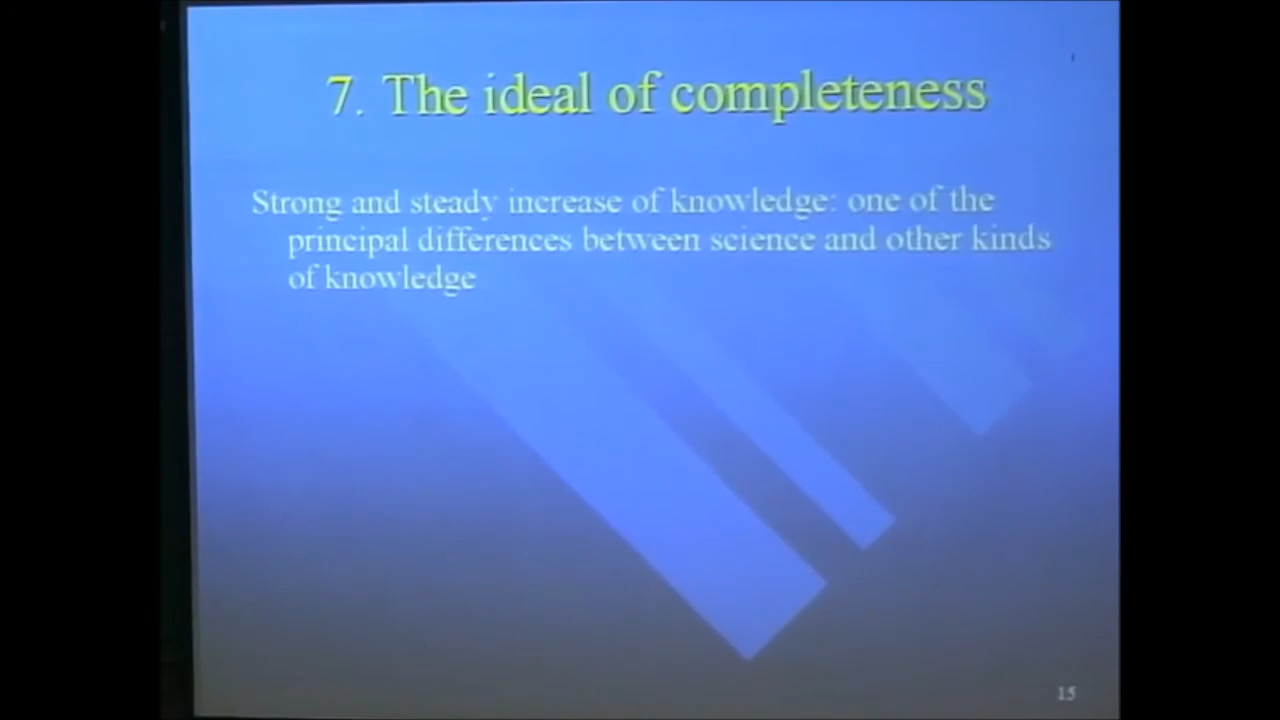 7. The ideal of completeness
Strong and steady increase of knowledge: one of the
principal differences between science and other kinds
of knowledge
15